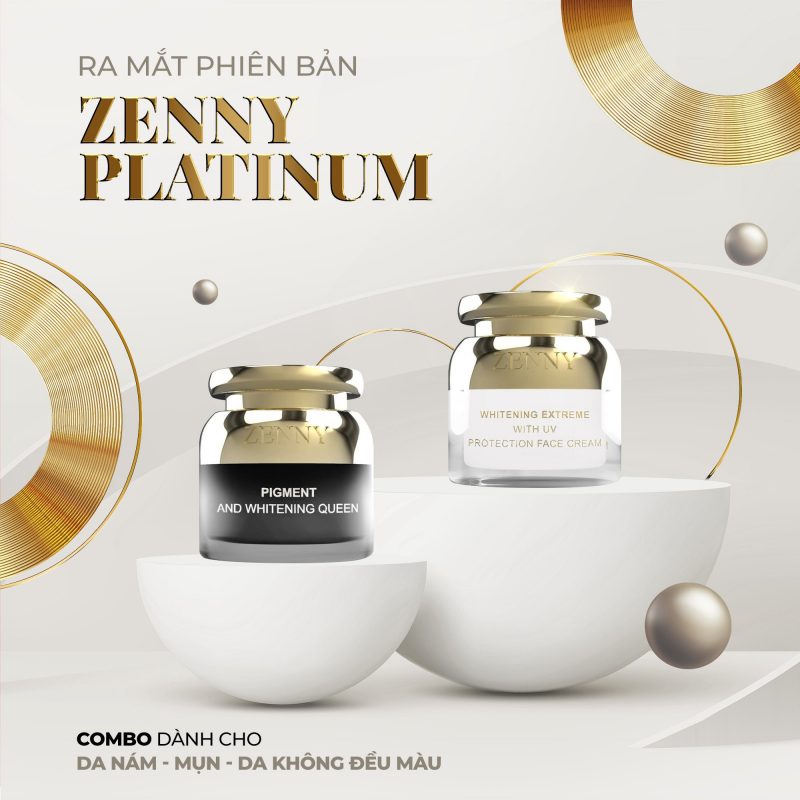 RA MẮT PHIÊN BẢN
ZENNY
PLATINUM
ZENNY
WHITENING EXTREME
WITH UV
PROTECTION FACE CREAM
ZENNY
PIGMENT
AND WHITENING QUEEN
COMBO DÀNH CHO
DA NÁM - MỤN - DA KHÔNG ĐỀU MÀU